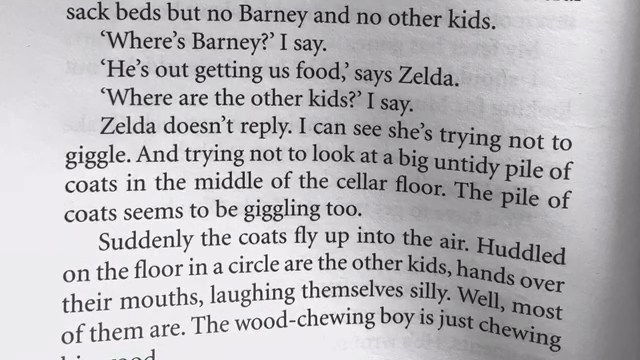 sack beds but no Barney and no other kids.
‘Where’s Barney?’ I say.
‘He’s out getting us food,’ says Zelda.
‘Where are the other kids?’ I say.
Zelda doesn’t reply. I can see she’s trying not to
giggle. And trying not to look at a big untidy pile of
coats in the middle of the cellar floor. The pile of
coats seems to be giggling too.
Suddenly the coats fly up into the air. Huddled
on the floor in a circle are the other kids, hands over
their mouths, laughing themselves silly. Well, most
of them are. The wood-chewing boy is just chewing